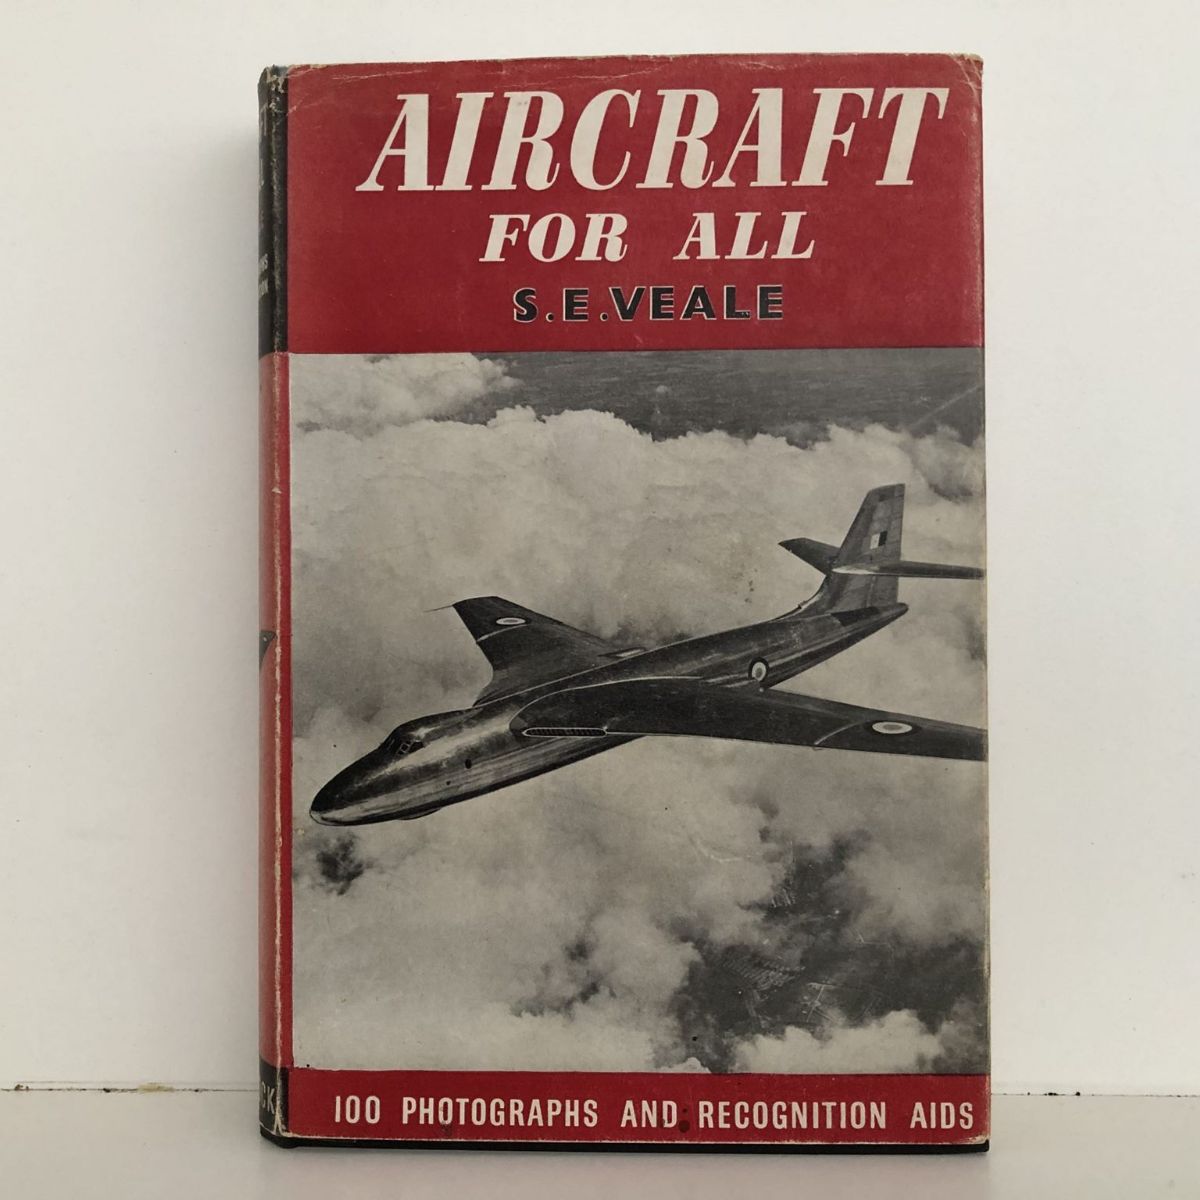 AIRCRAFT
FOR ALL
S.E.VEALE
100 PHOTOGRAPHS AND RECOGNITION AIDS